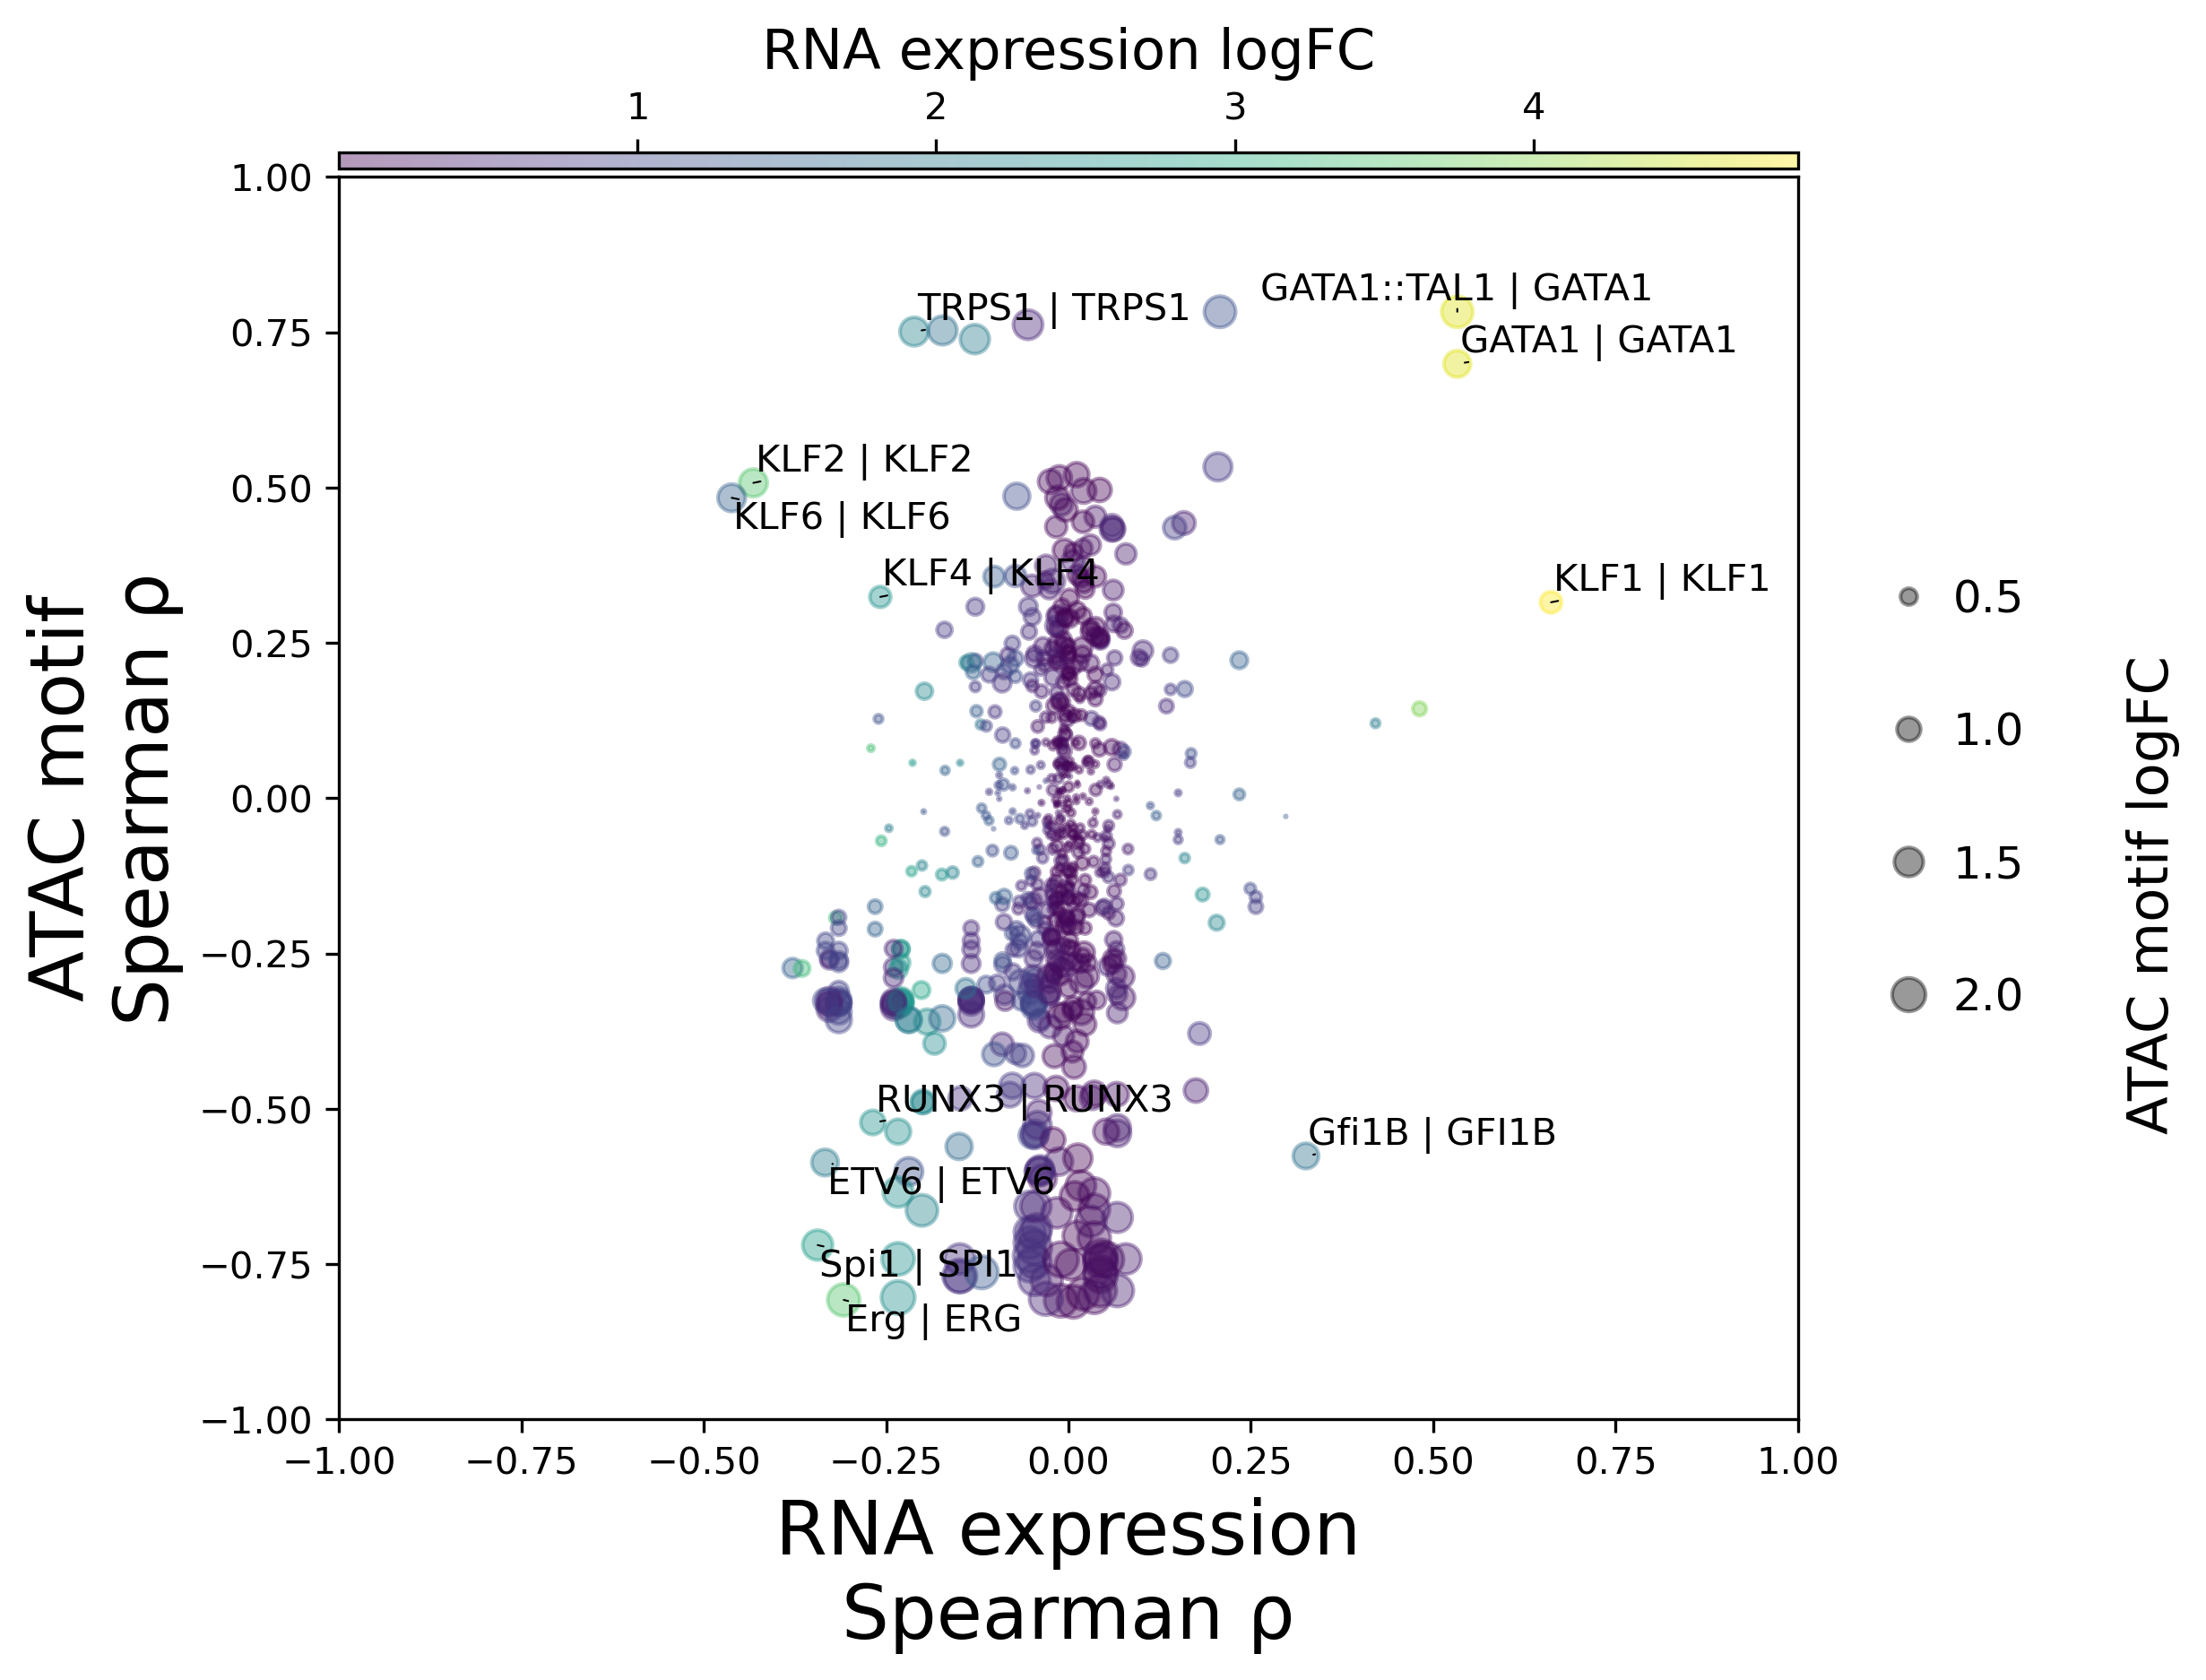 RNA expression logFC
1 2 3 4
1.00
0.75
0.50
0.25
0.00
−0.25
−0.50
−0.75
−1.00
ATAC motif
Spearman ρ
GATA1::TAL1 | GATA1
TRPS1 | TRPS1
GATA1 | GATA1
KLF2 | KLF2
KLF6 | KLF6
KLF4 | KLF4
KLF1 | KLF1
RUNX3 | RUNX3
Gfi1B | GFI1B
ETV6 | ETV6
Spi1 | SPI1
Erg | ERG
−1.00 −0.75 −0.50 −0.25 0.00 0.25 0.50 0.75 1.00
RNA expression
Spearman ρ
0.5
1.0
1.5
2.0
ATAC motif logFC